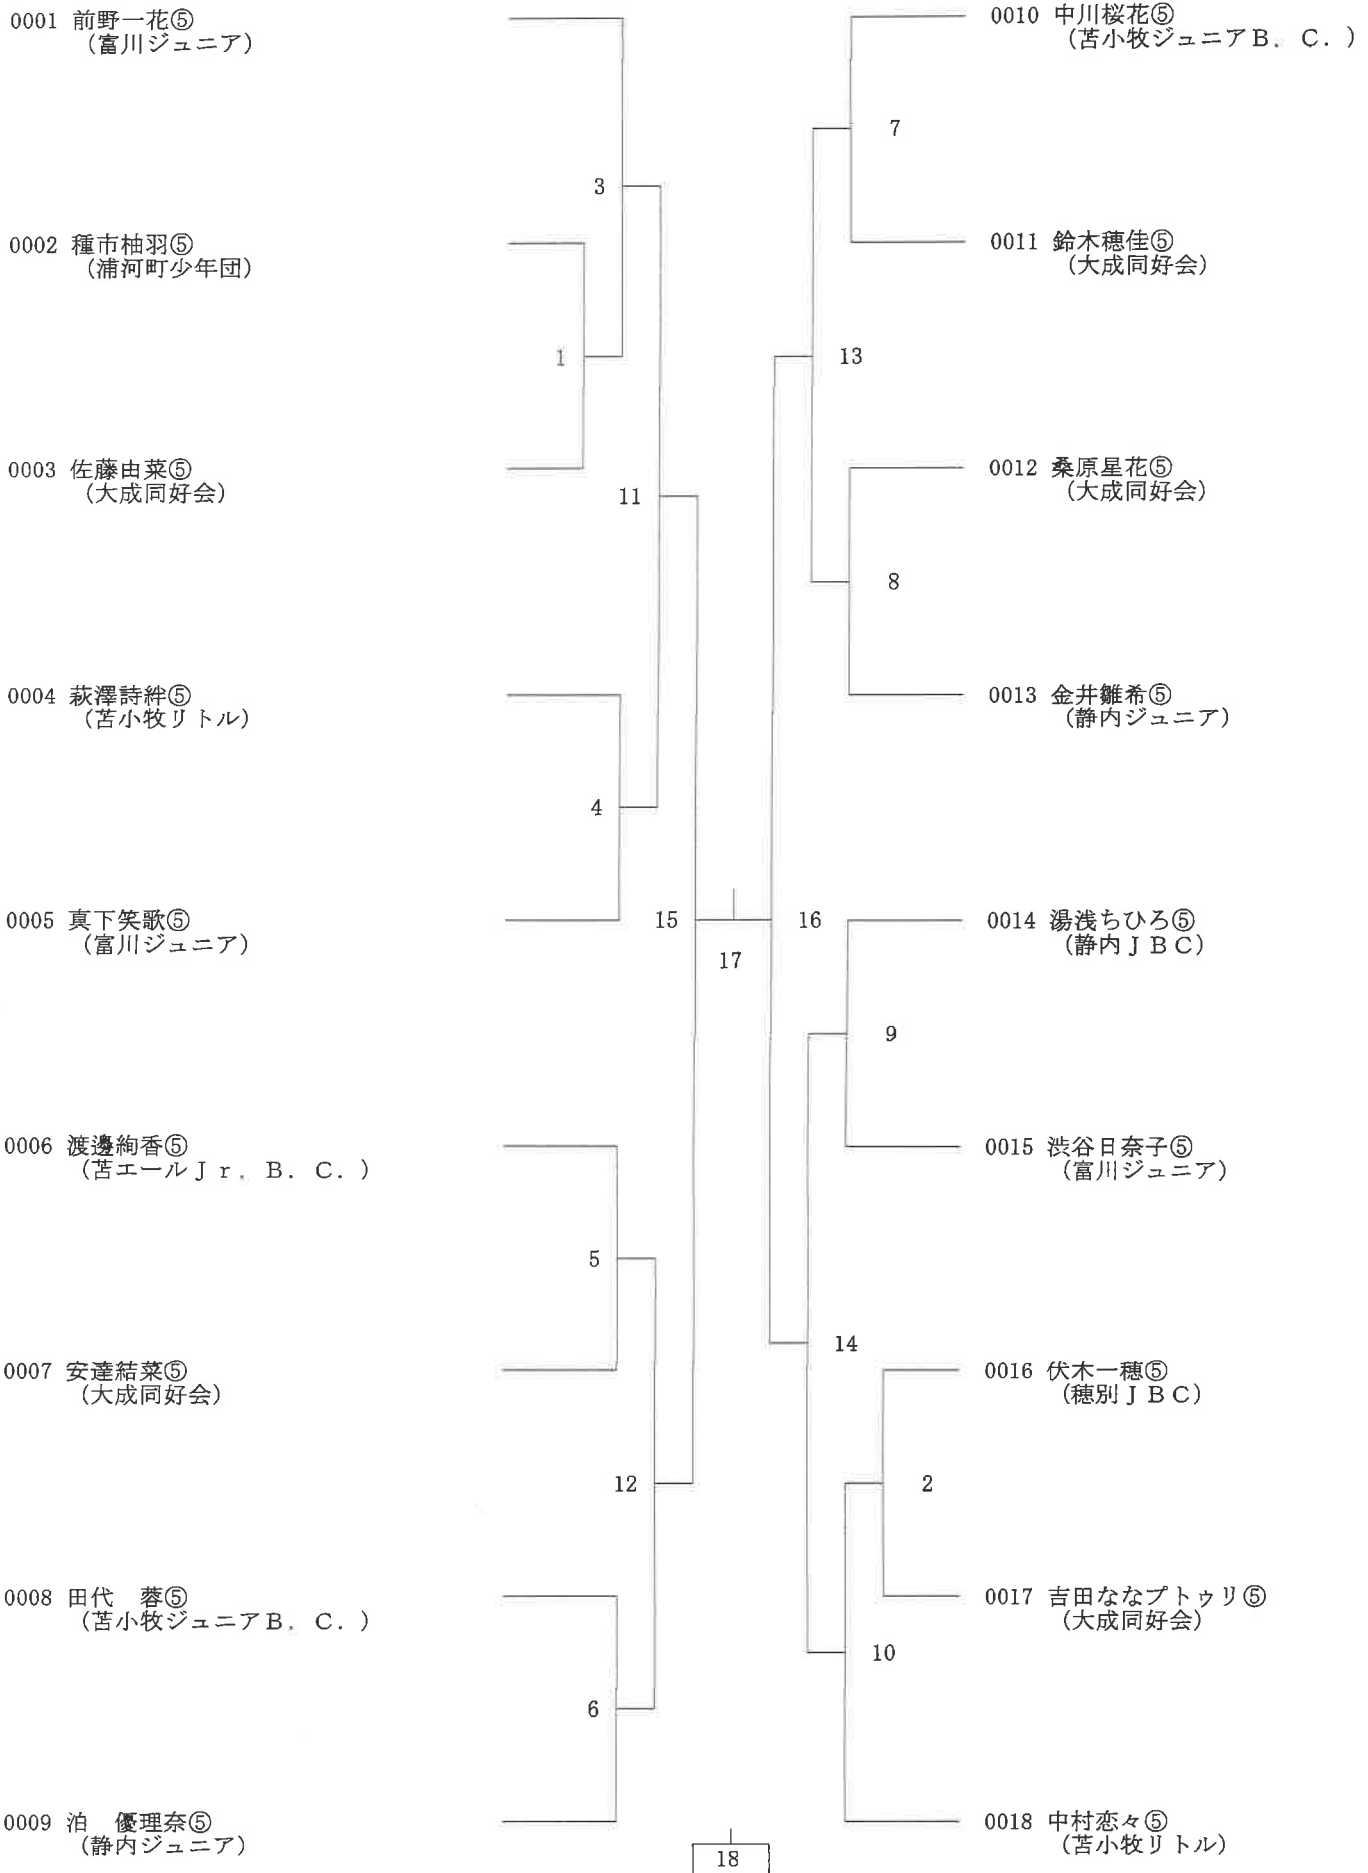 0001 前野一花⑤
(富川ジュニア)
3
0002 種市柚羽⑤
(浦河町少年団)
1
0003 佐藤由菜⑤
(大成同好会)
11
0004 萩澤詩絆⑤
(苫小牧リトル)
4
0005 真下笑歌⑤
(富川ジュニア)
15
17
16
0006 渡邊絢香⑤
(苫エールJr．B．C．)
5
0007 安達結菜⑤
(大成同好会)
12
0008 田代　蓉⑤
(苫小牧ジュニアB．C．)
6
0009 泊　優理奈⑤
(静内ジュニア)
18
0010 中川桜花⑤
(苫小牧ジュニアB．C．)
7
0011 鈴木穂佳⑤
(大成同好会)
13
0012 桑原星花⑤
(大成同好会)
8
0013 金井雛希⑤
(静内ジュニア)
0014 湯浅ちひろ⑤
(静内JBC)
9
0015 渋谷日奈子⑤
(富川ジュニア)
14
0016 伏木一穂⑤
(穂別JBC)
2
0017 吉田ななプトゥリ⑤
(大成同好会)
10
0018 中村恋々⑤
(苫小牧リトル)